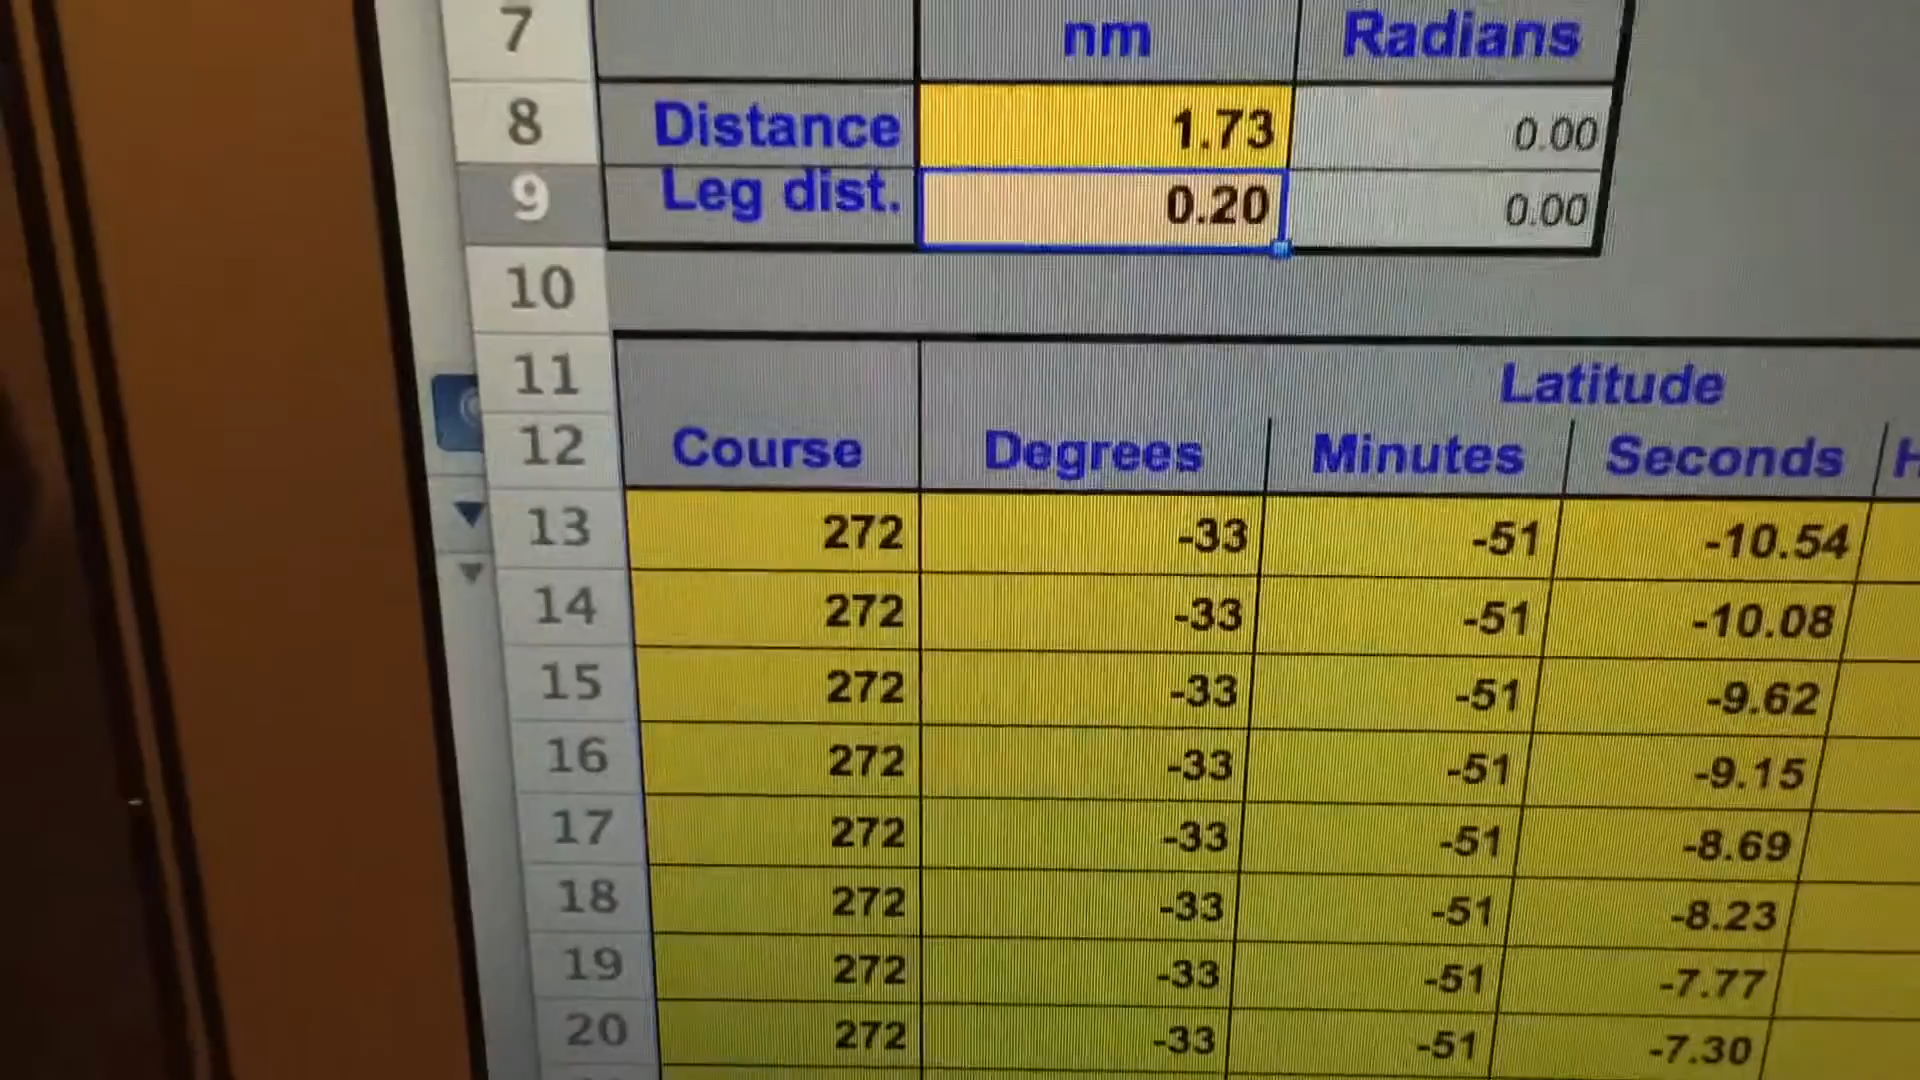 7 nm Radians
8 Distance 1.73 0.00
9 Leg dist. 0.20 0.00
10
11 Latitude
12 Course Degrees Minutes Seconds
13 272 -33 -51 -10.54
14 272 -33 -51 -10.08
15 272 -33 -51 -9.62
16 272 -33 -51 -9.15
17 272 -33 -51 -8.69
18 272 -33 -51 -8.23
19 272 -33 -51 -7.77
20 272 -33 -51 -7.30